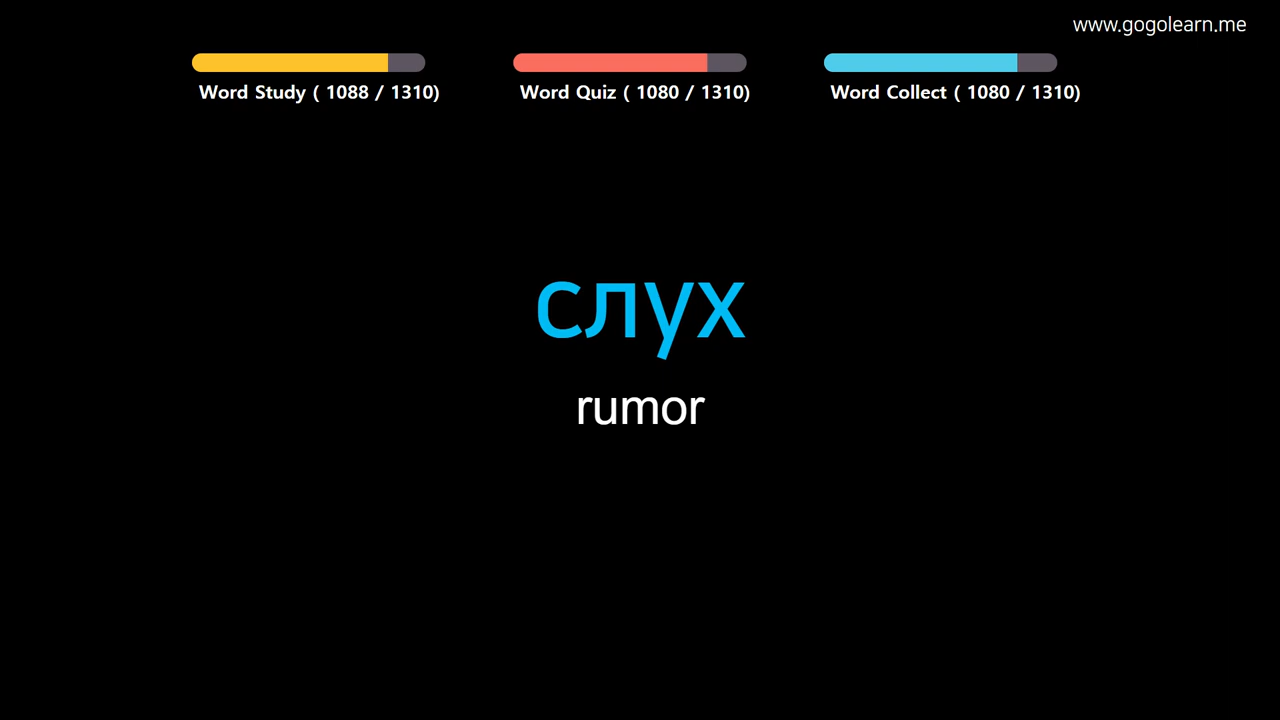 www.gogolearn.me
Word Study ( 1088 / 1310)
Word Quiz ( 1080 / 1310)
Word Collect ( 1080 / 1310)
слух
rumor